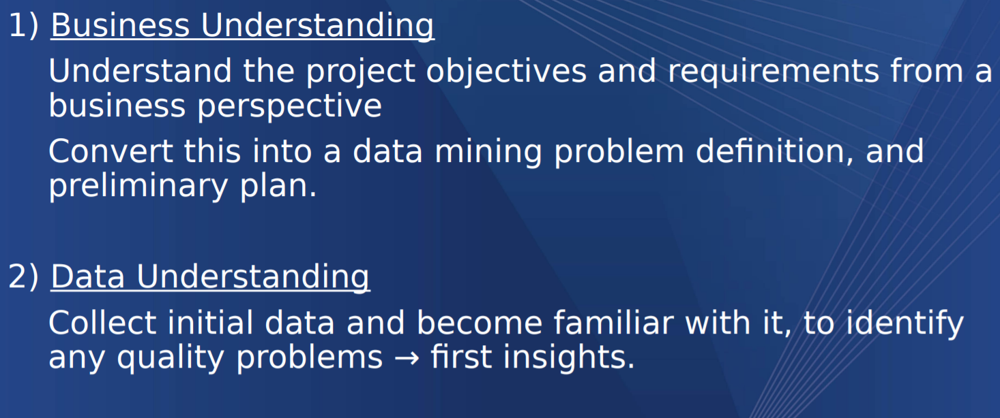 1) Business Understanding
Understand the project objectives and requirements from a
business perspective
Convert this into a data mining problem definition, and
preliminary plan.
2) Data Understanding
Collect initial data and become familiar with it, to identify
any quality problems → first insights.